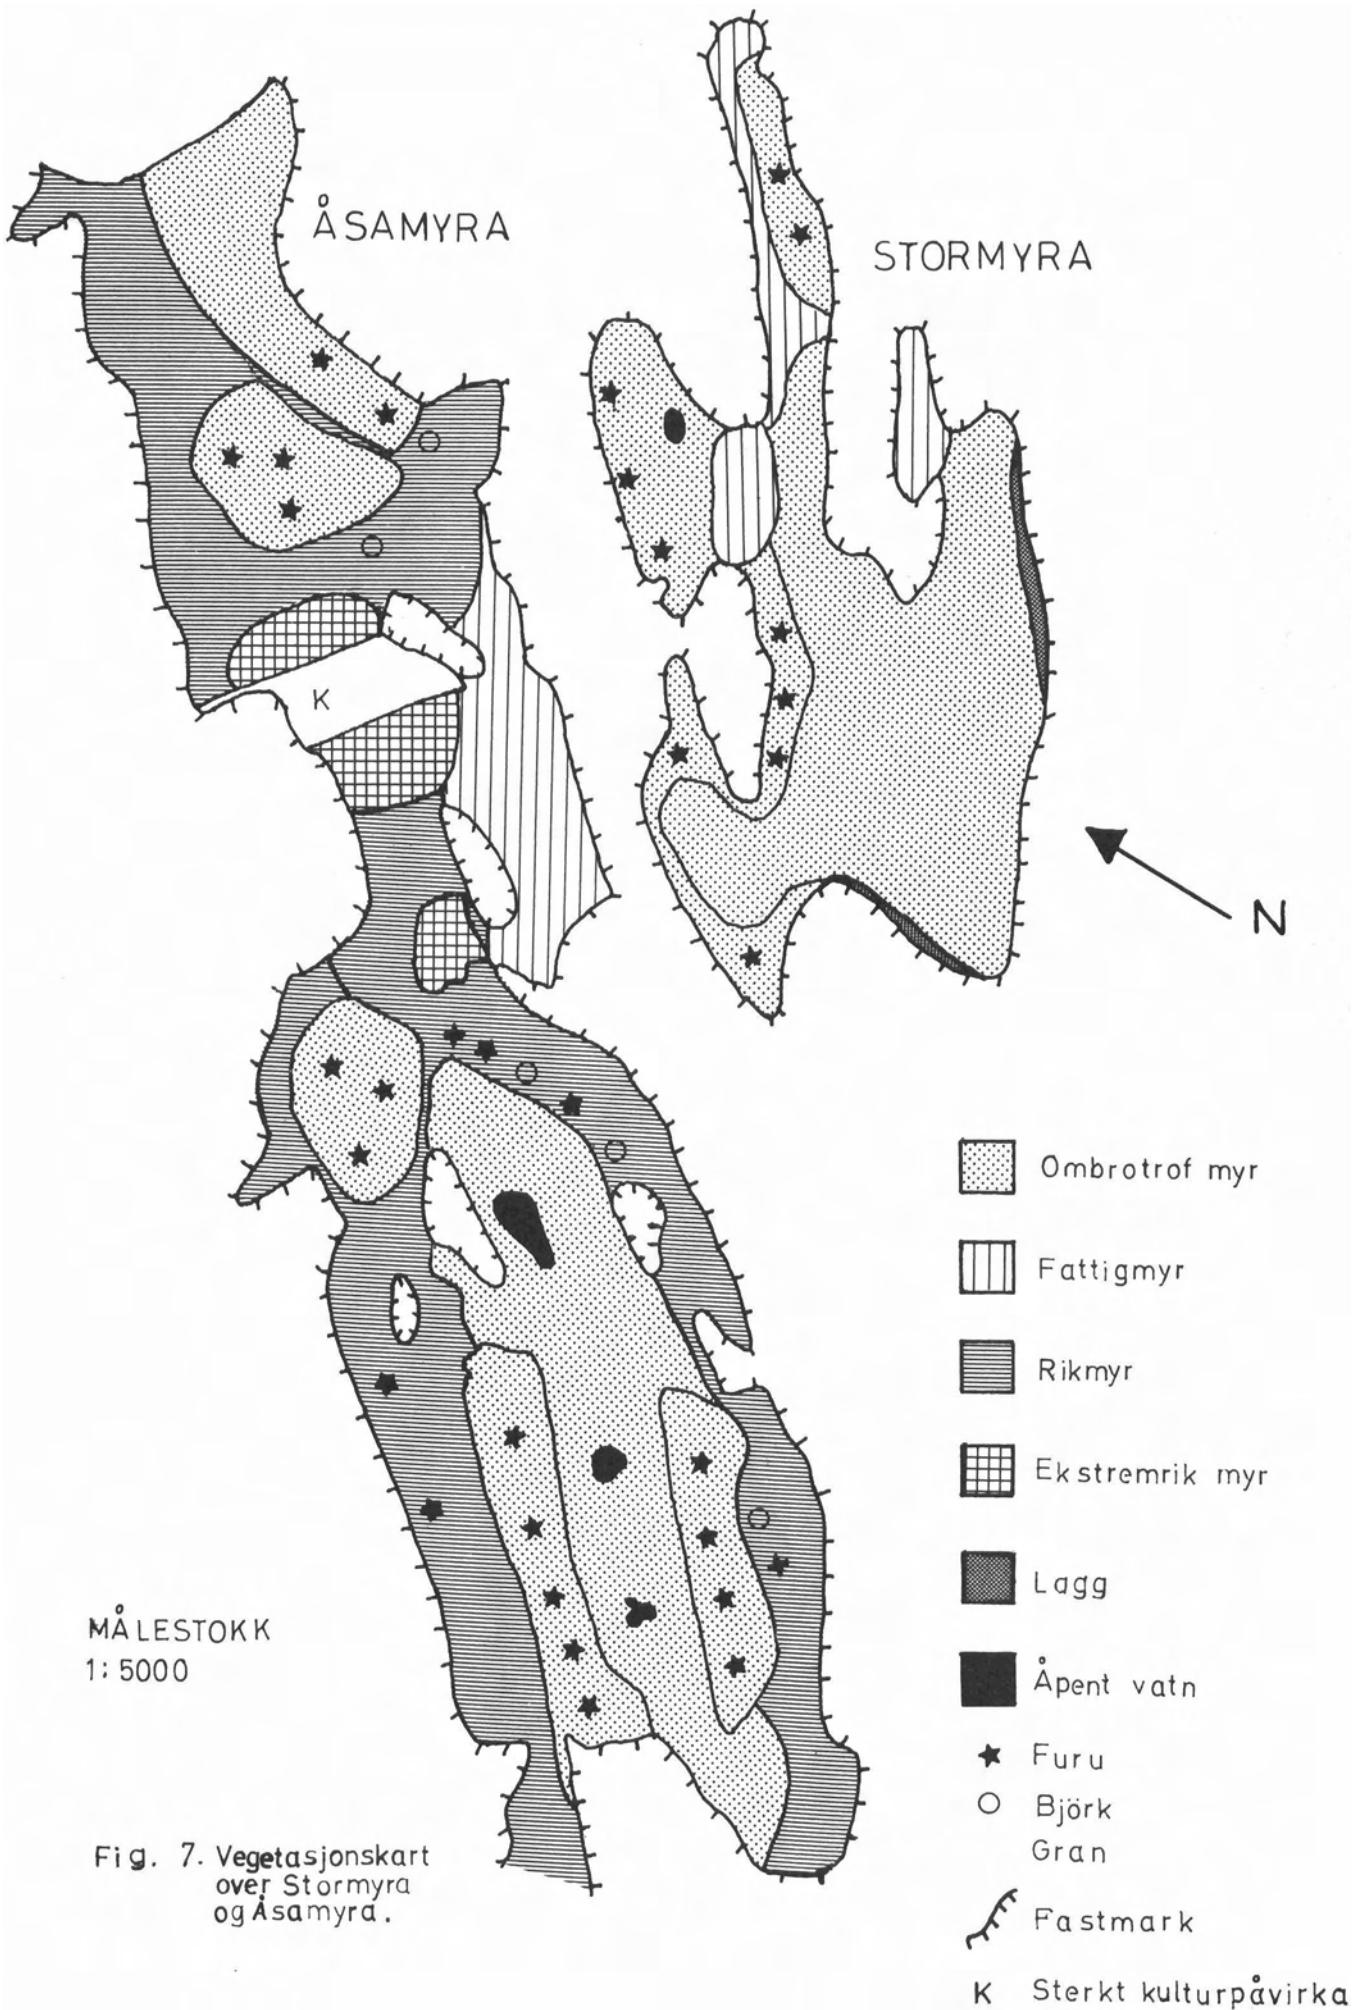 ÅSAMYRA
STORMYRA
K
N
Ombrotrof myr
Fattigmyr
Rikmyr
Ekstremrik myr
Lagg
Åpent vatn
Furu
Björk
Gran
Fastmark
K Sterkt kulturpåvirka
MÅLESTOKK
1:5000
Fig. 7. Vegetasjonskart
over Stormyra
og Åsamyra.